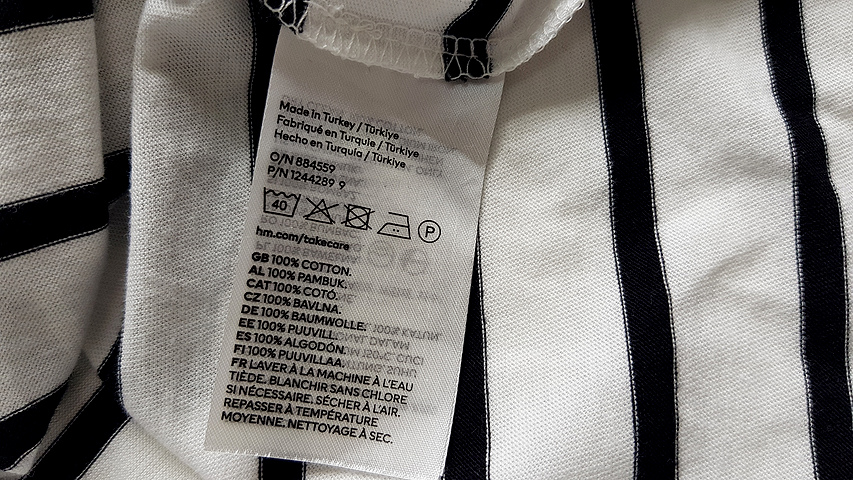 Made in Turkey / Türkiye
Fabriqué en Turquie / Türkiye
Hecho en Turquía / Türkiye
O/N 884559
P/N 1244289 9
40 P
hm.com/takecare
GB 100% COTTON.
AL 100% PAMBUK.
CAT 100% COTÓ.
CZ 100% BAVLNA.
DE 100% BAUMWOLLE.
EE 100% PUUVILL.
ES 100% ALGODÓN.
FI 100% PUUVILLAA.
FR LAVER À LA MACHINE À L'EAU
TIÈDE. BLANCHIR SANS CHLORE
SI NÉCESSAIRE. SÉCHER À L'AIR.
REPASSER À TEMPÉRATURE
MOYENNE. NETTOYAGE À SEC.